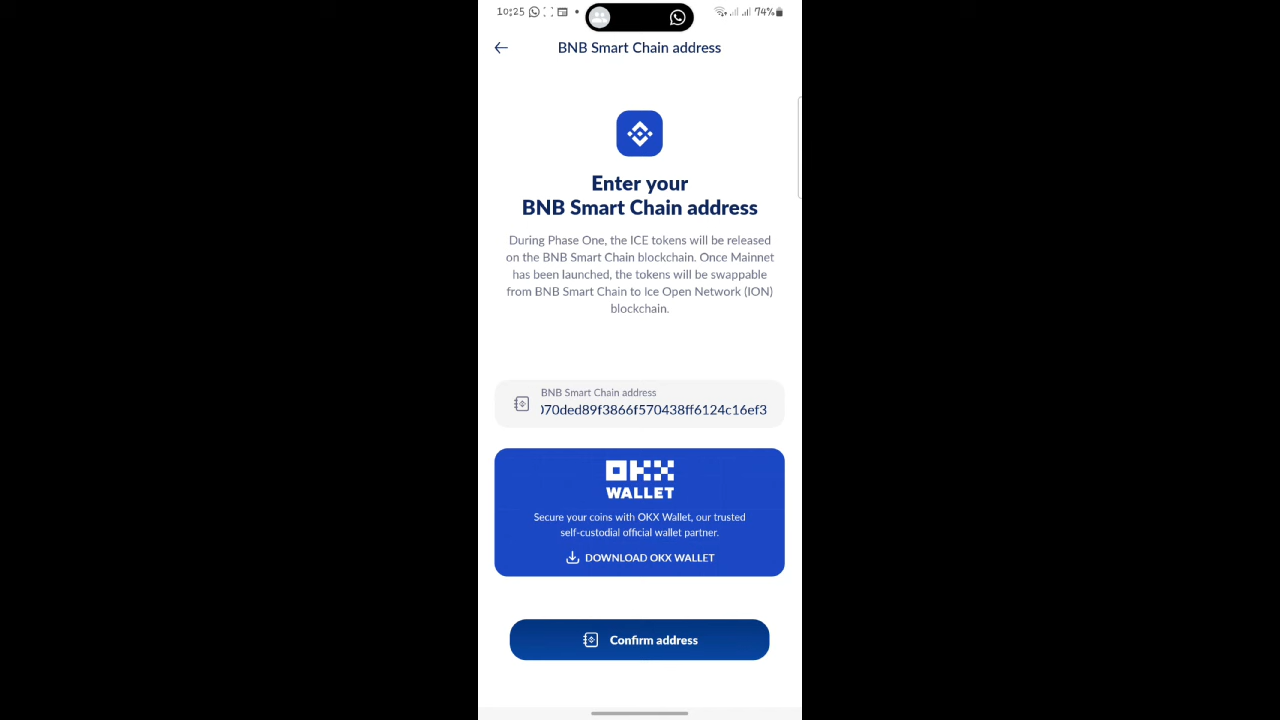 10:25
74%
BNB Smart Chain address
Enter your
BNB Smart Chain address
During Phase One, the ICE tokens will be released
on the BNB Smart Chain blockchain. Once Mainnet
has been launched, the tokens will be swappable
from BNB Smart Chain to Ice Open Network (ION)
blockchain.
BNB Smart Chain address
070ded89f3866f570438ff6124c16ef3
OKX
WALLET
Secure your coins with OKX Wallet, our trusted
self-custodial official wallet partner.
DOWNLOAD OKX WALLET
Confirm address